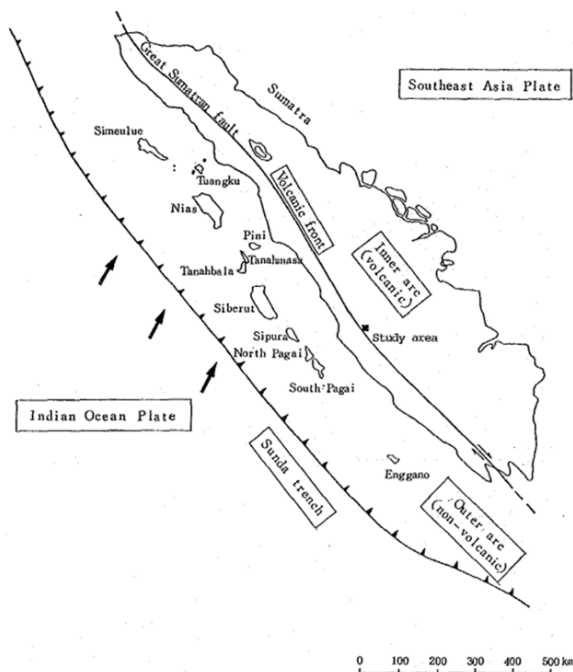 Great Sumatran fault
Sumatra
Southeast Asia Plate
Simeulue
Tuangku
Nias
Volcanic front
Pini
Tanahmasa
Tanahbala
Inner arc
(volcanic)
Siberut
Study area
Sipura
North Pagai
South Pagai
Indian Ocean Plate
Sunda trench
Enggano
Outer arc
(non-volcanic)
0 100 200 300 400 500 km